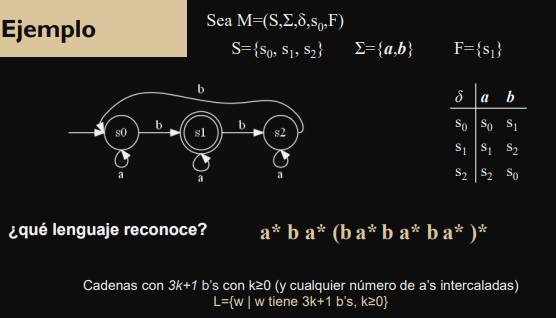 Ejemplo
Sea M=(S,Σ,δ,s₀,F)
S={s₀, s₁, s₂} Σ={a,b} F={s₁}
b
s0 b s1 b s2
a a a
δ a b
s₀ s₀ s₁
s₁ s₁ s₂
s₂ s₂ s₀
¿qué lenguaje reconoce? a* b a* (b a* b a* b a* )*
Cadenas con 3k+1 b's con k≥0 (y cualquier número de a's intercaladas)
L={w | w tiene 3k+1 b's, k≥0}